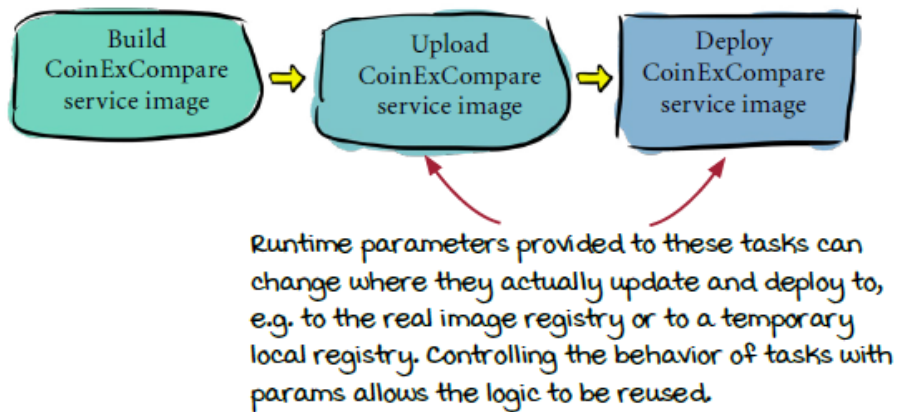 Build
CoinExCompare
service image
Upload
CoinExCompare
service image
Deploy
CoinExCompare
service image
Runtime parameters provided to these tasks can
change where they actually update and deploy to,
e.g. to the real image registry or to a temporary
local registry. Controlling the behavior of tasks with
params allows the logic to be reused.